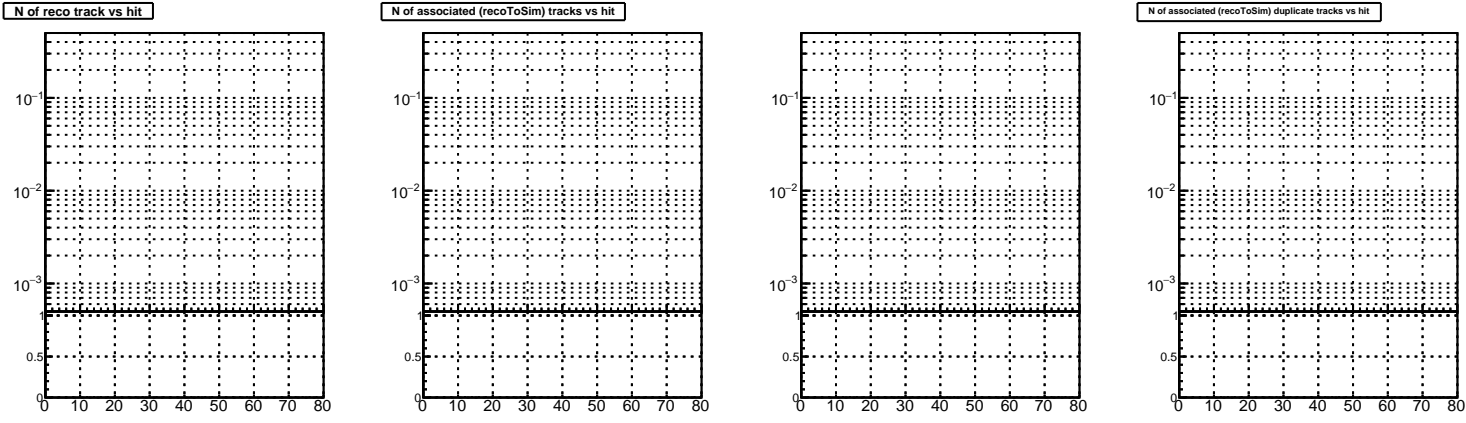 N of reco track vs hit
N of associated (recoToSim) tracks vs hit
N of associated (recoToSim) duplicate tracks vs hit
10⁻¹ 10⁻¹ 10⁻¹ 10⁻¹
10⁻² 10⁻² 10⁻² 10⁻²
10⁻³ 10⁻³ 10⁻³ 10⁻³
1 1 1 1
0.5 0.5 0.5 0.5
0 0 0 0
0 10 20 30 40 50 60 70 80 0 10 20 30 40 50 60 70 80 0 10 20 30 40 50 60 70 80 0 10 20 30 40 50 60 70 80